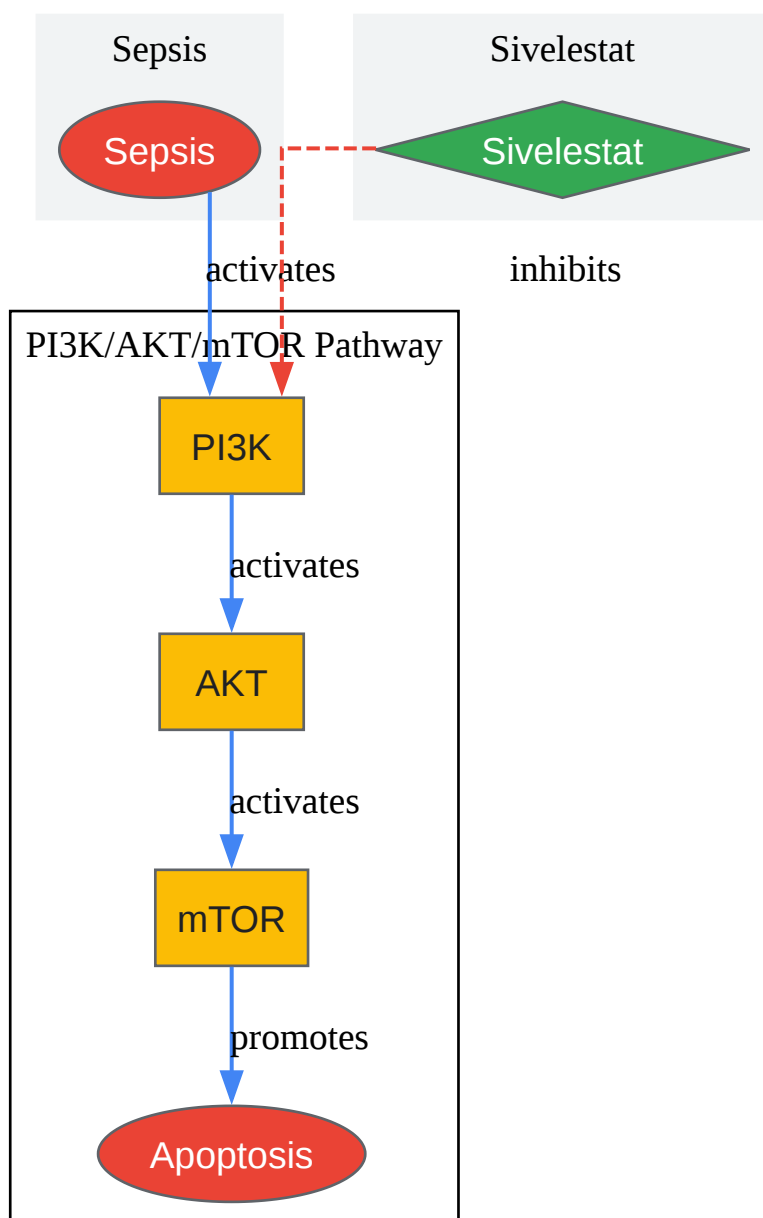 Sepsis
Sivelestat
Sepsis
Sivelestat
activates
inhibits
PI3K/AKT/mTOR Pathway
PI3K
activates
AKT
activates
mTOR
promotes
Apoptosis